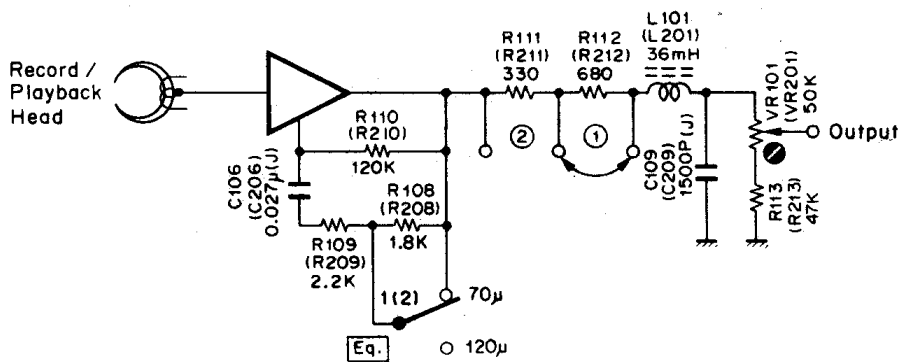 Record /
Playback
Head
R110
(R210)
120K
C106
(C206)
0.027μ(J)
R109
(R209)
2.2K
R108
(R208)
1.8K
1(2)
70μ
120μ
Eq.
R111
(R211)
330
②
R112
(R212)
680
①
L101
(L201)
36mH
C109
(C209)
1500P(J)
VR101
(VR201)
50K
Output
R113
(R213)
47K